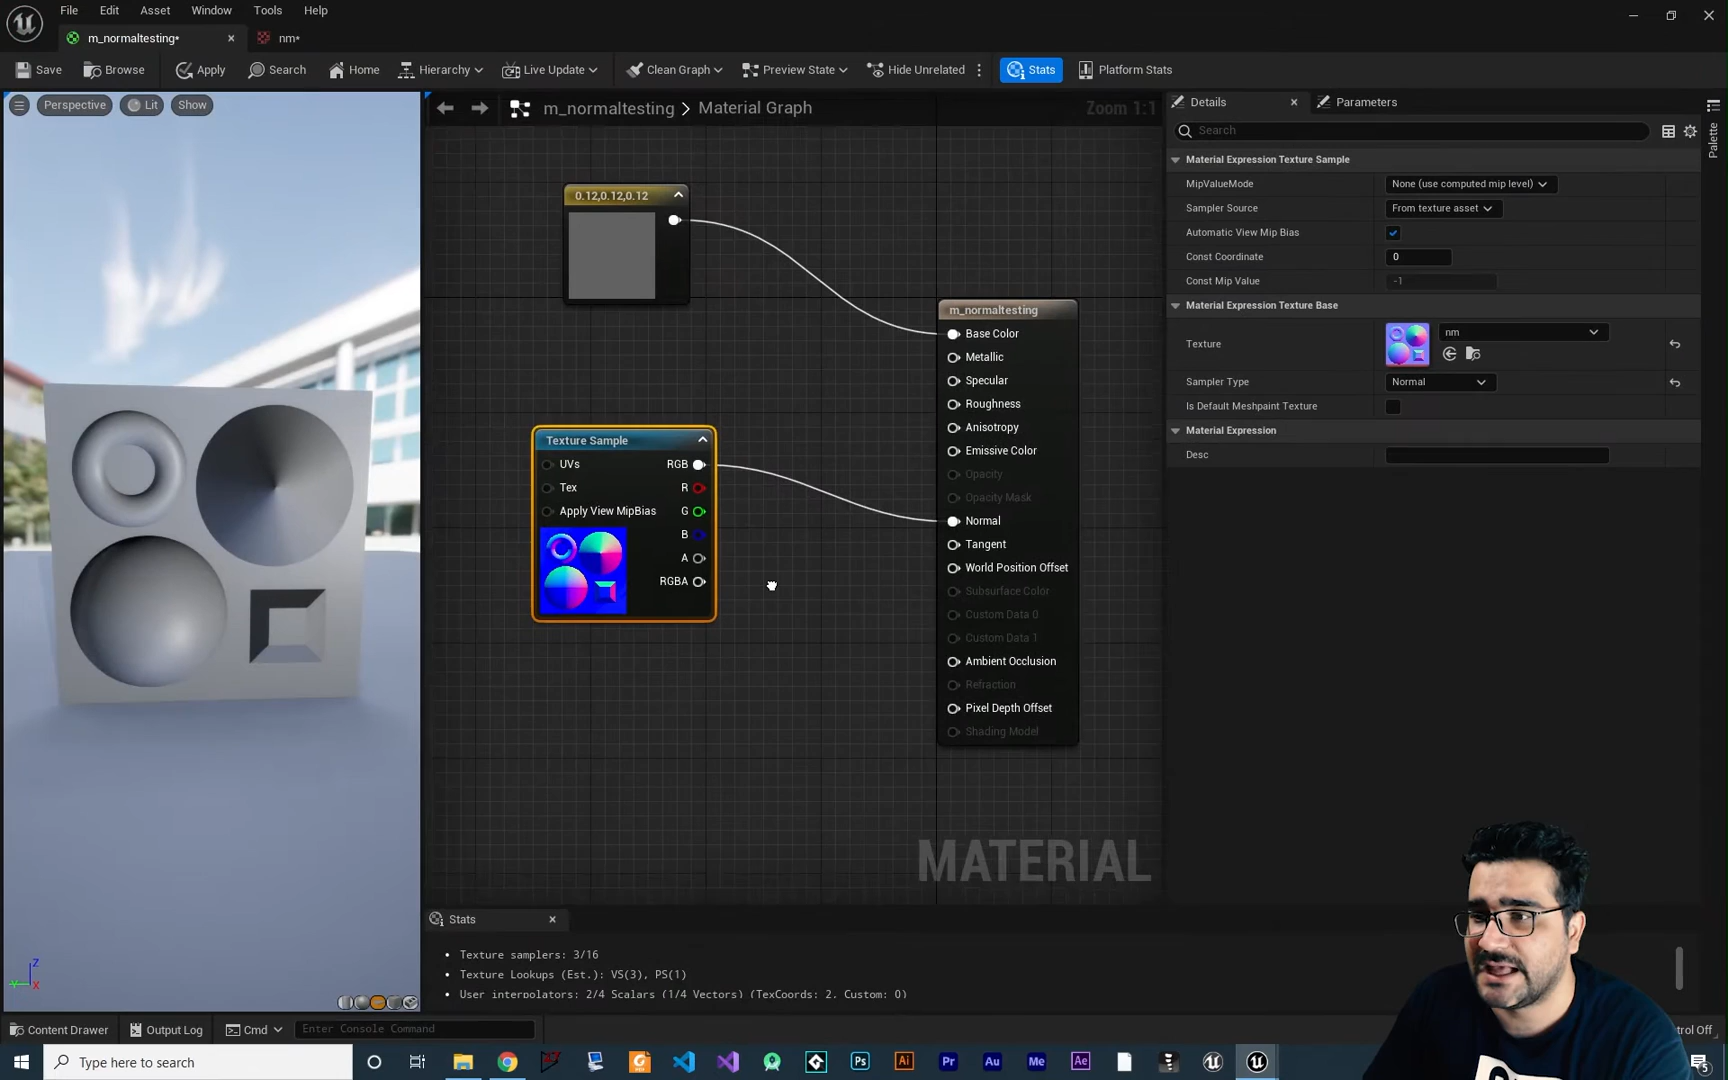 File Edit Asset Window Tools Help
m_normaltesting* nm*
Save Browse Apply Search Home Hierarchy Live Update Clean Graph Preview State Hide Unrelated Stats Platform Stats
Perspective Lit Show
m_normaltesting > Material Graph
Zoom 1:1
Details Parameters
Palette
Search
Material Expression Texture Sample
MipValueMode None (use computed mip level)
Sampler Source From texture asset
Automatic View Mip Bias
Const Coordinate 0
Const Mip Value -1
Material Expression Texture Base
Texture nm
Sampler Type Normal
Is Default Meshpaint Texture
Material Expression
Desc
0.12,0.12,0.12
m_normaltesting
Base Color
Metallic
Specular
Roughness
Anisotropy
Emissive Color
Opacity
Opacity Mask
Normal
Tangent
World Position Offset
Subsurface Color
Custom Data 0
Custom Data 1
Ambient Occlusion
Refraction
Pixel Depth Offset
Shading Model
Texture Sample
UVs RGB
Tex R
Apply View MipBias G
B
A
RGBA
MATERIAL
Stats
Texture samplers: 3/16
Texture Lookups (Est.): VS(3), PS(1)
User interpolators: 2/4 Scalars (1/4 Vectors) (TexCoords: 2, Custom: 0)
Z
Y X
Content Drawer Output Log Cmd Enter Console Command
trol Off
Type here to search
Ps Ai Pr Au Me Ae
5